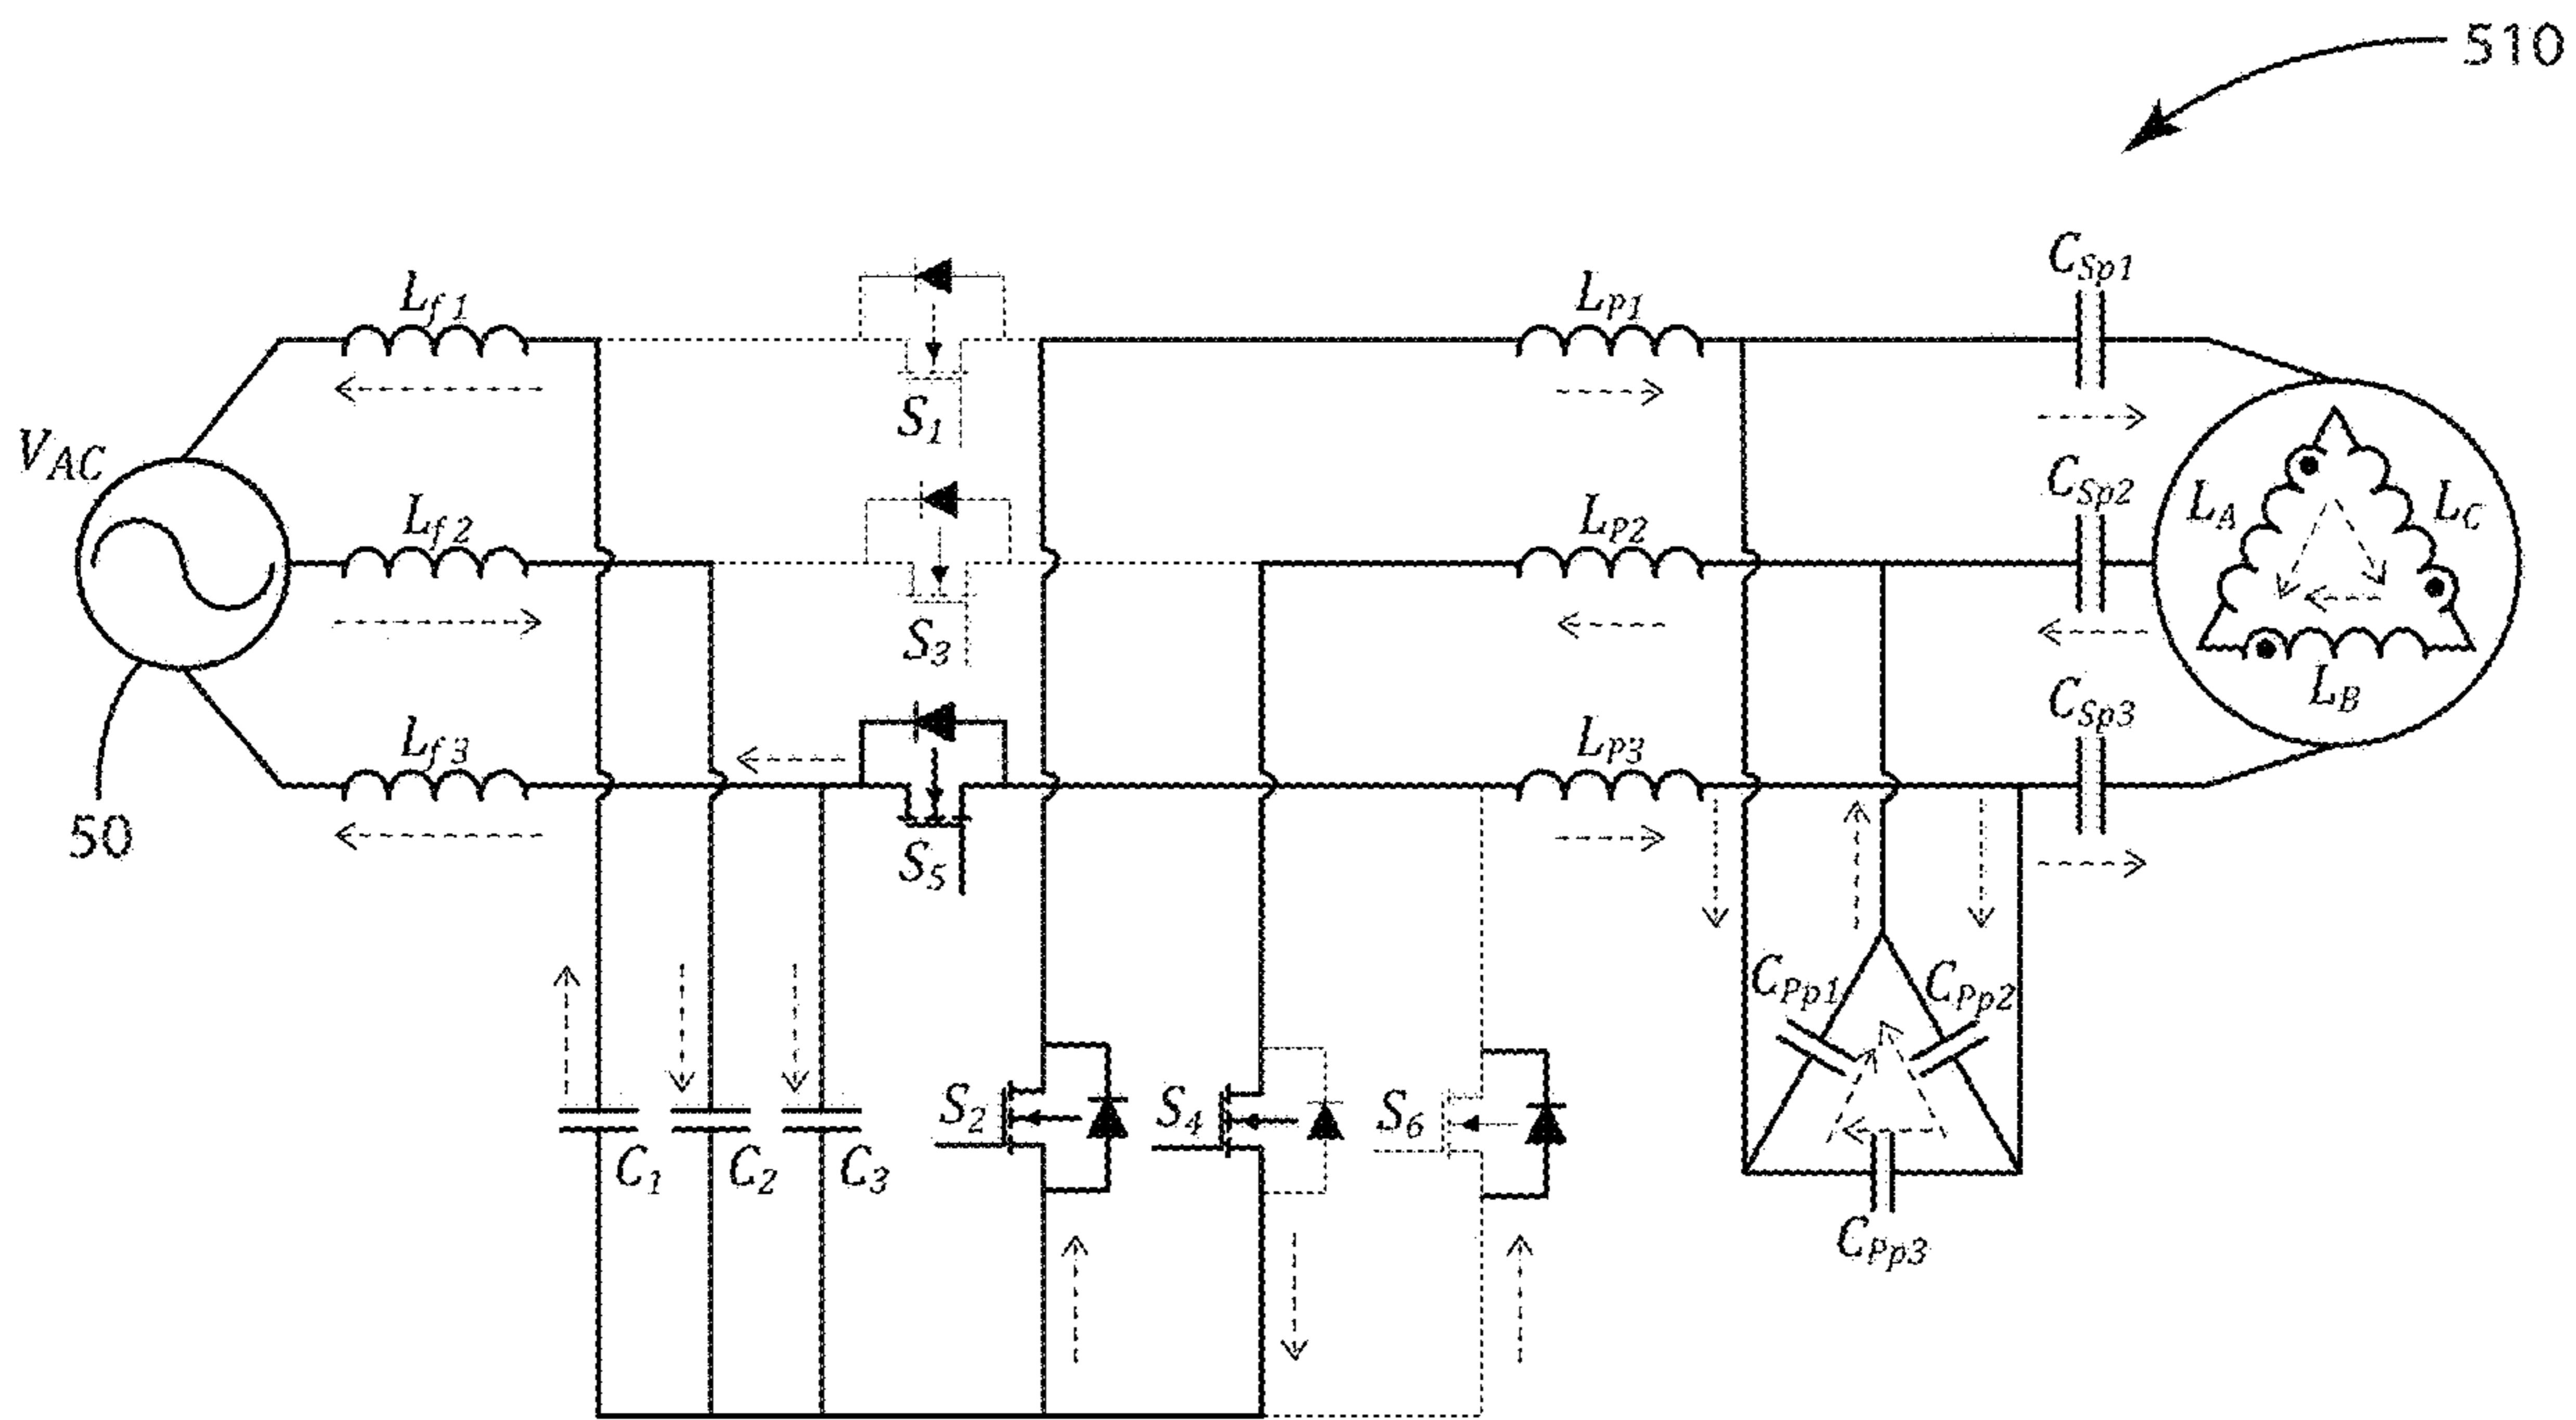 510
V_AC
L_f1
S_1
L_P1
C_Sp1
L_f2
S_3
L_P2
C_Sp2
L_A
L_C
L_B
L_f3
S_5
L_P3
C_Sp3
50
C_1
C_2
C_3
S_2
S_4
S_6
C_Pp1
C_Pp2
C_Pp3